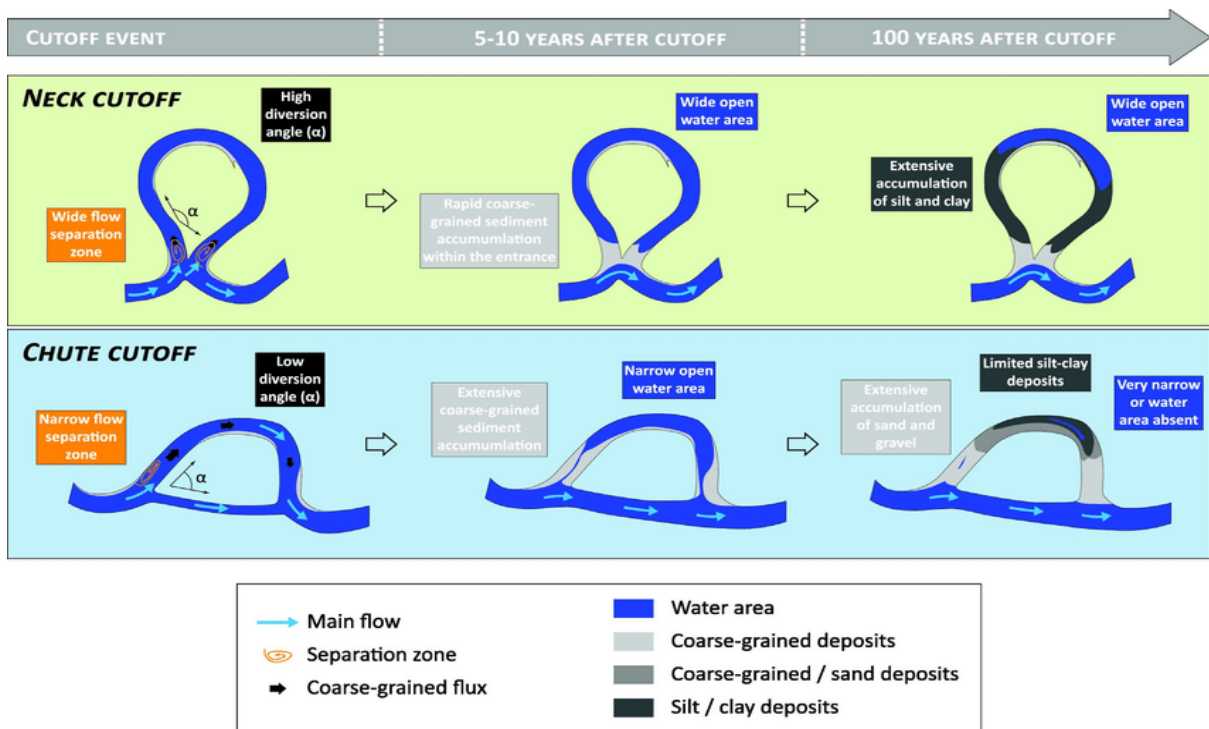 CUTOFF EVENT
5-10 YEARS AFTER CUTOFF
100 YEARS AFTER CUTOFF
NECK CUTOFF
High
diversion
angle (α)
Wide flow
separation
zone
α
Rapid coarse-
grained sediment
accumumlation
within the entrance
Wide open
water area
Extensive
accumulation
of silt and clay
Wide open
water area
CHUTE CUTOFF
Low
diversion
angle (α)
Narrow flow
separation
zone
α
Extensive
coarse-grained
sediment
accumumlation
Narrow open
water area
Extensive
accumulation
of sand and
gravel
Limited silt-clay
deposits
Very narrow
or water
area absent
Main flow
Separation zone
Coarse-grained flux
Water area
Coarse-grained deposits
Coarse-grained / sand deposits
Silt / clay deposits